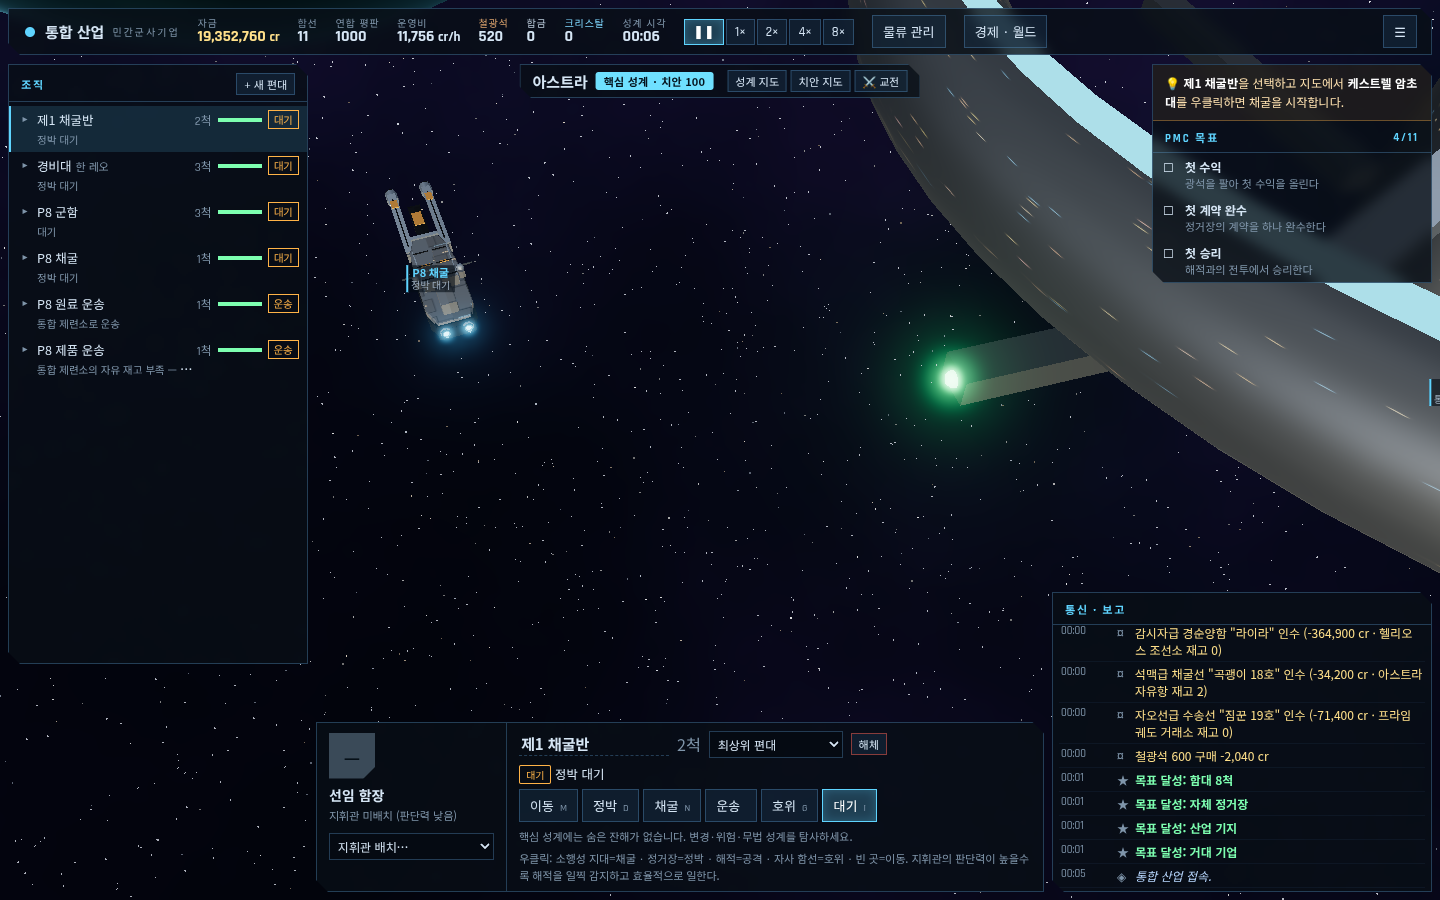 통합 산업 민간군사기업
자금 19,352,760 cr
함선 11
연합 평판 1000
운영비 11,756 cr/h
철광석 520
합금 0
크리스탈 0
성계 시각 00:06
❚❚ 1× 2× 4× 8×
물류 관리
경제 · 월드
☰
조직
+ 새 편대
▸ 제1 채굴반 2척 대기
정박 대기
▸ 경비대 한 레오 3척 대기
정박 대기
▸ P8 군함 3척 대기
대기
▸ P8 채굴 1척 대기
정박 대기
▸ P8 원료 운송 1척 운송
통합 제련소로 운송
▸ P8 제품 운송 1척 운송
통합 제련소의 자유 재고 부족 — ···
아스트라 핵심 성계 · 치안 100 성계 지도 치안 지도 ⚔ 교전
P8 채굴
정박 대기
💡 제1 채굴반을 선택하고 지도에서 케스트렐 암초
대를 우클릭하면 채굴을 시작합니다.
PMC 목표 4/11
☐ 첫 수익
광석을 팔아 첫 수익을 올린다
☐ 첫 계약 완수
정거장의 계약을 하나 완수한다
☐ 첫 승리
해적과의 전투에서 승리한다
—
선임 함장
지휘관 미배치 (판단력 낮음)
지휘관 배치···
제1 채굴반 2척 최상위 편대 해체
대기 정박 대기
이동 M 정박 D 채굴 N 운송 호위 G 대기 I
핵심 성계에는 숨은 잔해가 없습니다. 변경·위험·무법 성계를 탐사하세요.
우클릭: 소행성 지대=채굴 · 정거장=정박 · 해적=공격 · 자사 함선=호위 · 빈 곳=이동. 지휘관의 판단력이 높을수
록 해적을 일찍 감지하고 효율적으로 일한다.
통신 · 보고
00:00 ¤ 감시자급 경순양함 "라이라" 인수 (-364,900 cr · 헬리오
스 조선소 재고 0)
00:00 ¤ 석맥급 채굴선 "곡괭이 18호" 인수 (-34,200 cr · 아스트라
자유항 재고 2)
00:00 ¤ 자오선급 수송선 "짐꾼 19호" 인수 (-71,400 cr · 프라임
궤도 거래소 재고 0)
00:00 ¤ 철광석 600 구매 -2,040 cr
00:01 ★ 목표 달성: 함대 8척
00:01 ★ 목표 달성: 자체 정거장
00:01 ★ 목표 달성: 산업 기지
00:01 ★ 목표 달성: 거대 기업
00:05 ◈ 통합 산업 접속.